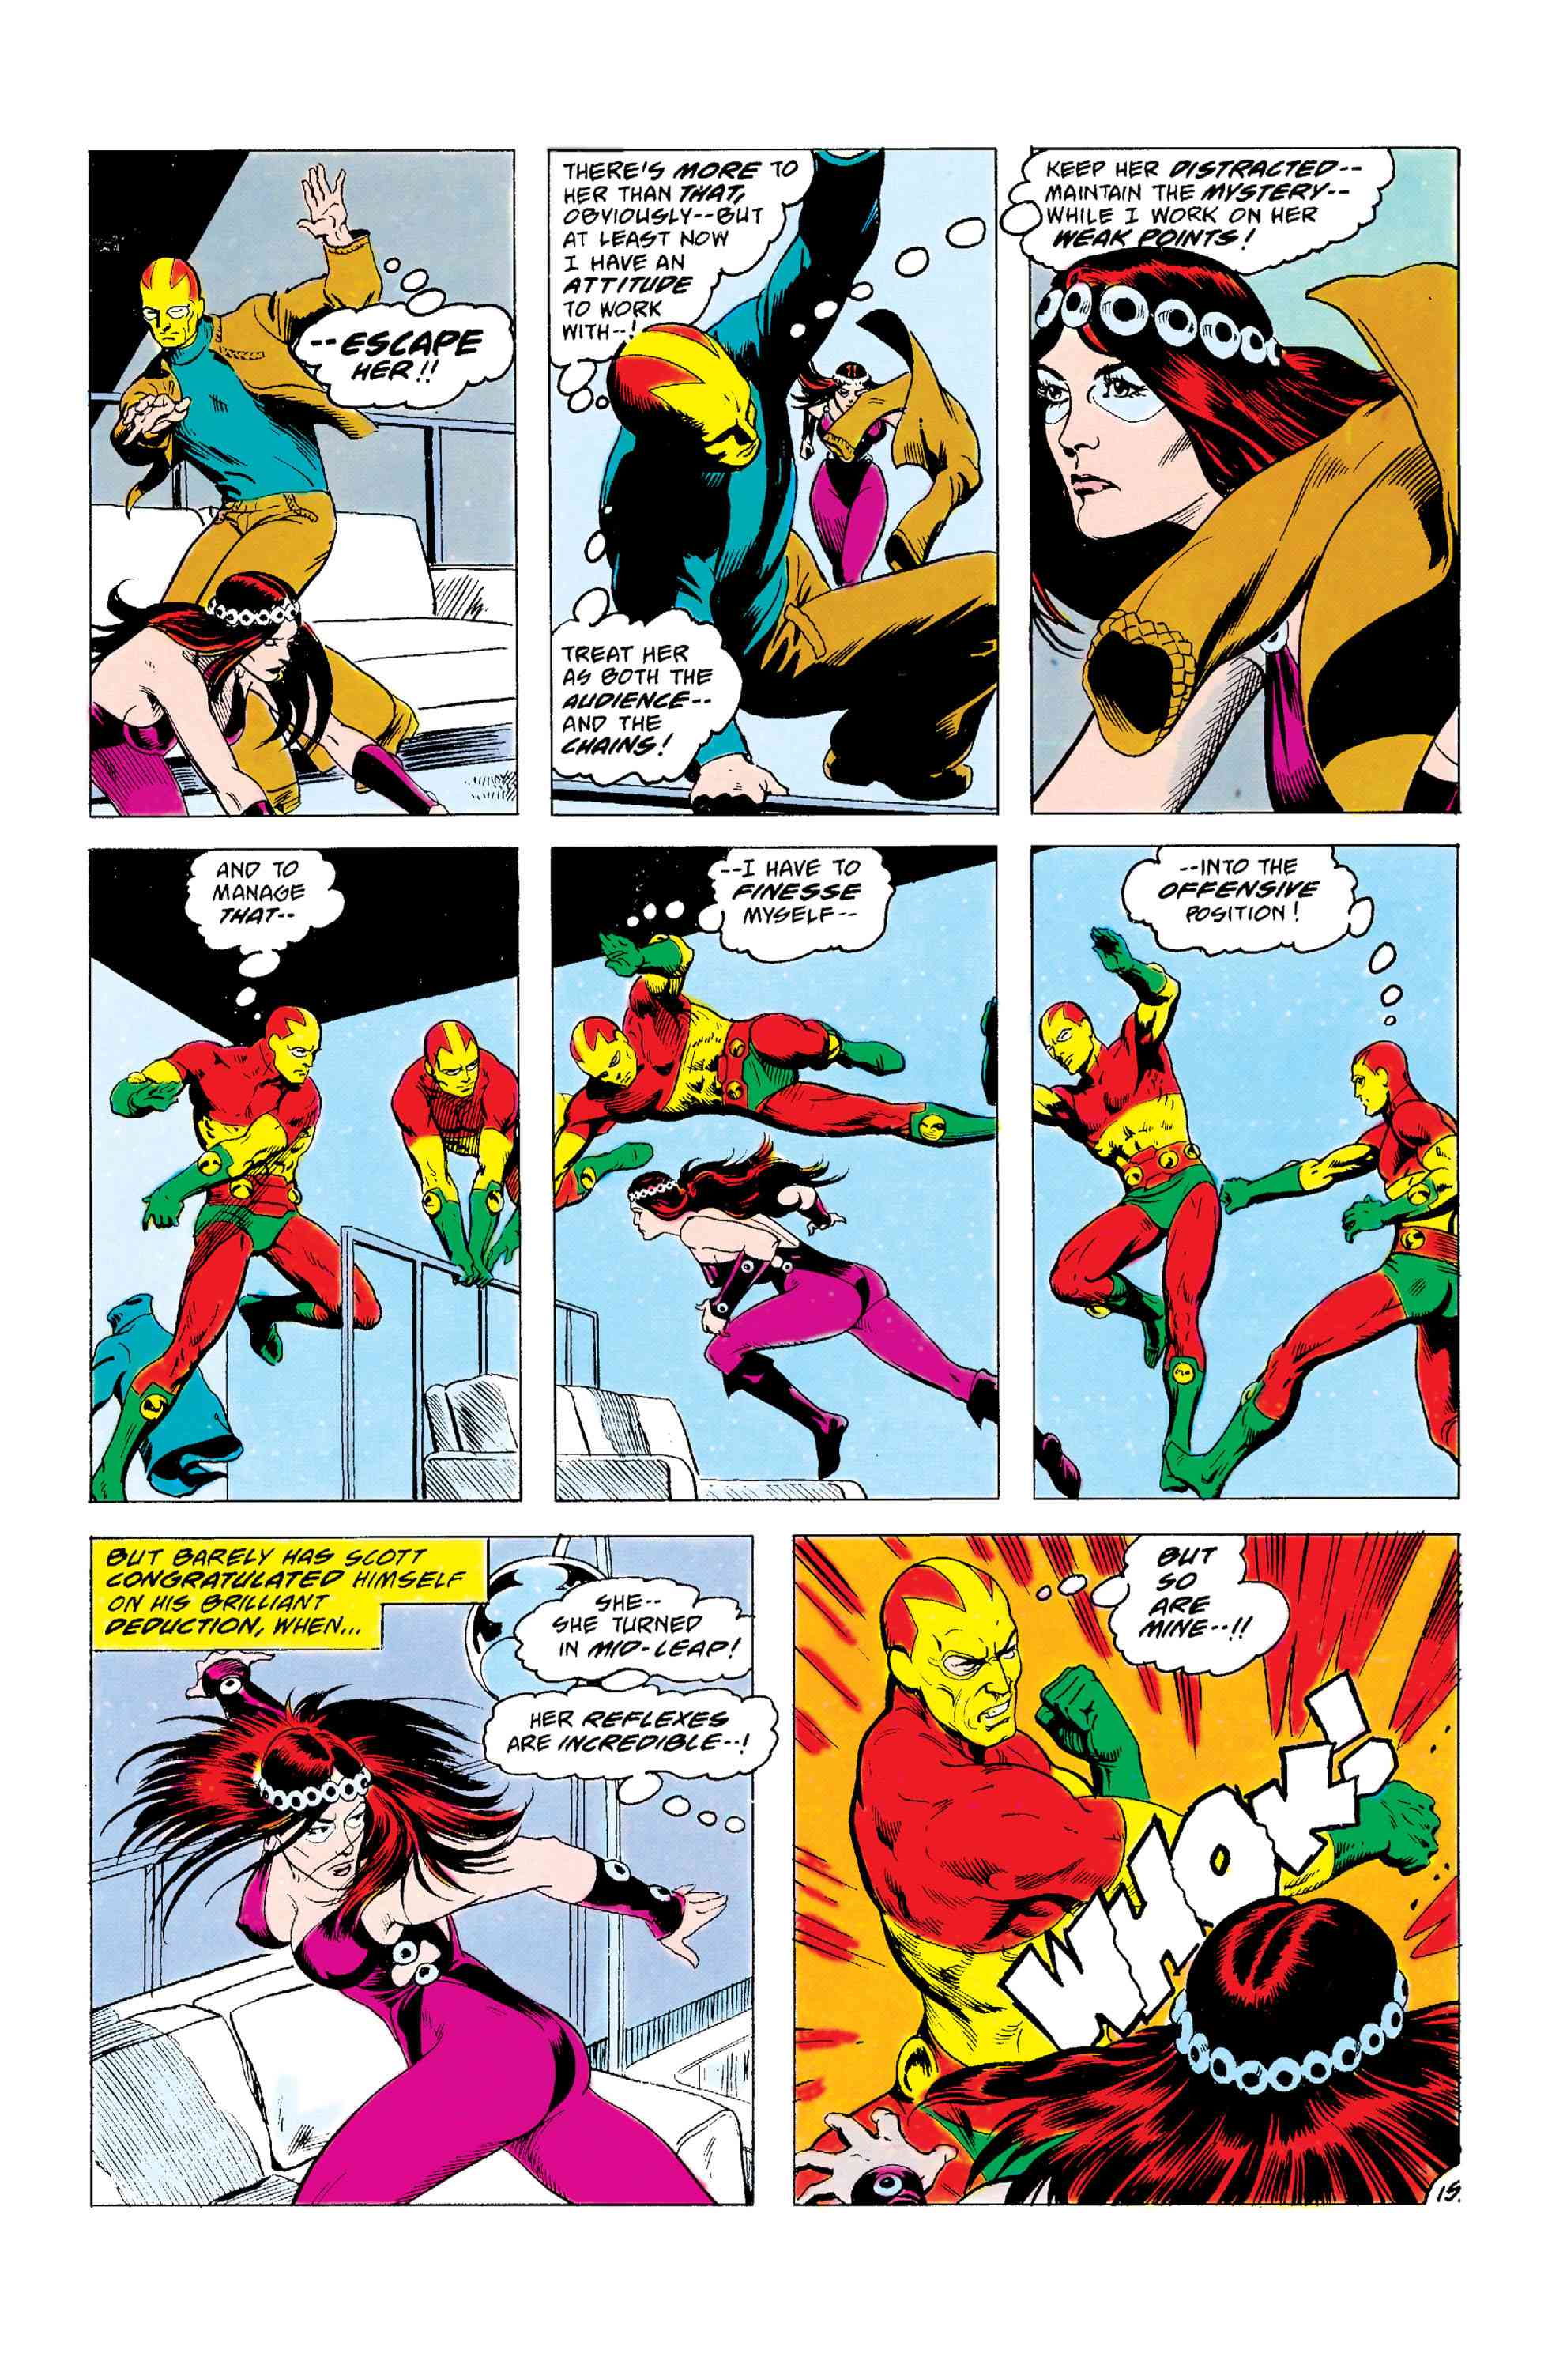 --ESCAPE
HER!!
THERE'S MORE TO
HER THAN THAT,
OBVIOUSLY--BUT
AT LEAST NOW
I HAVE AN
ATTITUDE
TO WORK
WITH--!
TREAT HER
AS BOTH THE
AUDIENCE--
AND THE
CHAINS!
KEEP HER DISTRACTED--
MAINTAIN THE MYSTERY--
WHILE I WORK ON HER
WEAK POINTS!
AND TO
MANAGE
THAT--
--I HAVE TO
FINESSE
MYSELF--
--INTO THE
OFFENSIVE
POSITION!
BUT BARELY HAS SCOTT
CONGRATULATED HIMSELF
ON HIS BRILLIANT
DEDUCTION, WHEN...
SHE--
SHE TURNED
IN MID-LEAP!
HER REFLEXES
ARE INCREDIBLE--!
BUT
SO
ARE
MINE--!!
WHOK!
15.